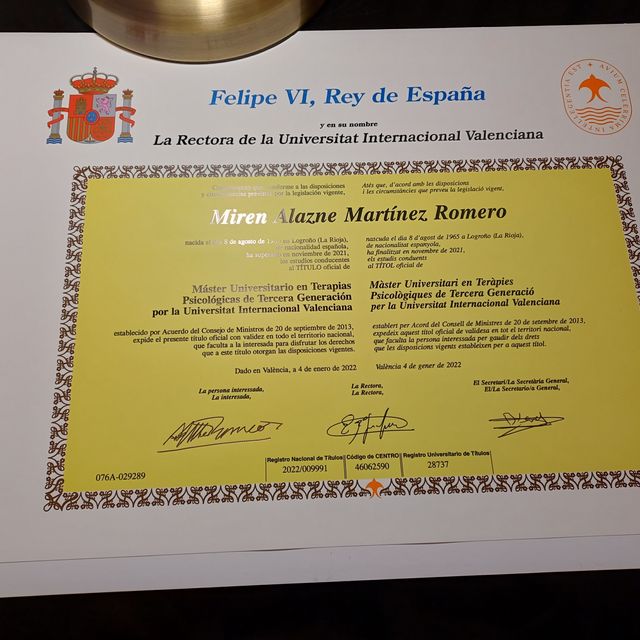 Felipe VI, Rey de España
y en su nombre
La Rectora de la Universitat Internacional Valenciana
conforme a las disposiciones
por la legislación vigente,
Atés que, d'acord amb les disposicions
i les circumstàncies que preveu la legislació vigent,
Miren Alazne Martínez Romero
nacida el día 8 de agosto de en Logroño (La Rioja),
de nacionalidad española,
ha superado en noviembre de 2021,
los estudios conducentes
al TÍTULO oficial de
nascuda el dia 8 d'agost de 1965 a Logroño (La Rioja),
de nacionalitat espanyola,
ha finalitzat en novembre de 2021,
els estudis conduents
al TÍTOL oficial de
Máster Universitario en Terapias
Psicológicas de Tercera Generación
por la Universitat Internacional Valenciana
Màster Universitari en Teràpies
Psicològiques de Tercera Generació
per la Universitat Internacional Valenciana
establecido por Acuerdo del Consejo de Ministros de 20 de septiembre de 2013,
expide el presente título oficial con validez en todo el territorio nacional,
que faculta a la interesada para disfrutar los derechos
que a este título otorgan las disposiciones vigentes.
establert per Acord del Consell de Ministres de 20 de setembre de 2013,
expedeix aquest títol oficial de validesa en tot el territori nacional,
que faculta la persona interessada per gaudir dels drets
que les disposicions vigents estableixen per a aquest títol.
Dado en València, a 4 de enero de 2022
València 4 de gener de 2022
La persona interessada,
La interesada,
La Rectora,
La Rectora,
El Secretari/La Secretària General,
El/La Secretario/a General,
Registro Nacional de Títulos
2022/009991
Código de CENTRO
46062590
Registro Universitario de Títulos
28737
076A-029289